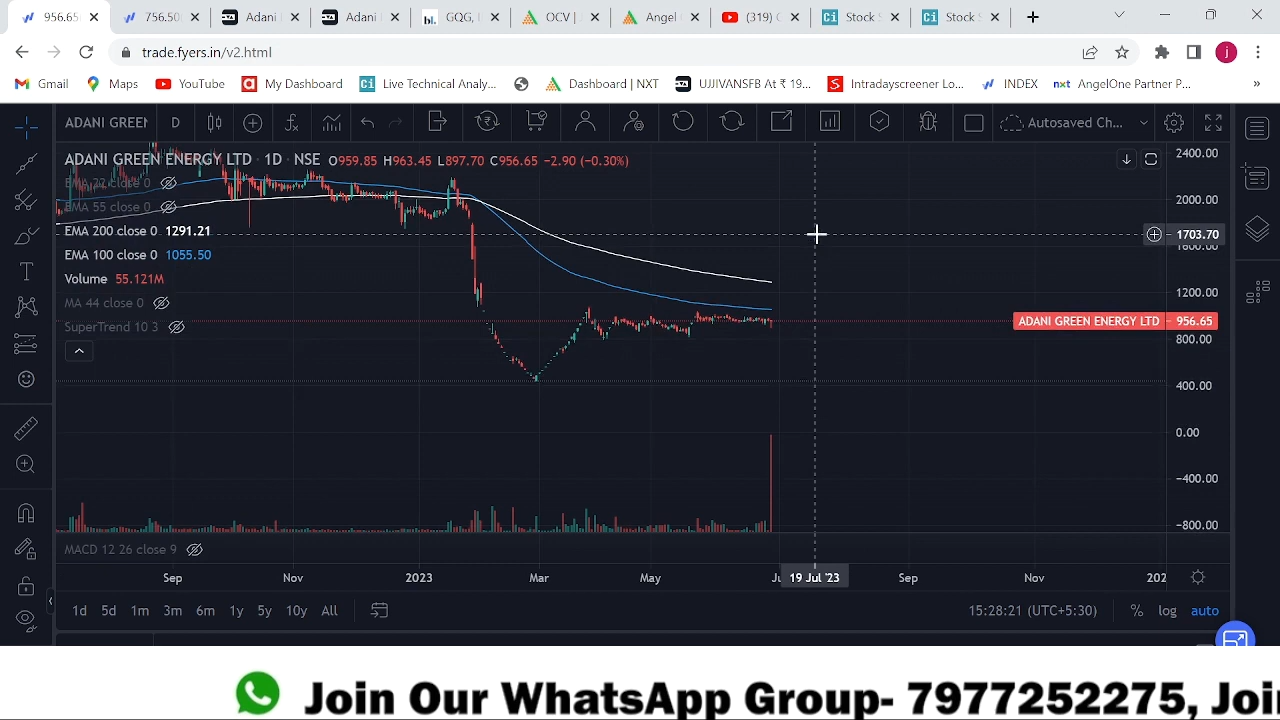 956.65
756.50
Adani
Adani
GQG, I
OCV |
Angel
(319) C
Stock
Stock
trade.fyers.in/v2.html
j
Gmail
Maps
YouTube
My Dashboard
Live Technical Analy...
Dashboard | NXT
UJJIVANSFB At ₹ 19...
Intradayscreener Lo...
INDEX
nxt AngelOne Partner P...
»
ADANI GREEN D
Autosaved Ch...
ADANI GREEN ENERGY LTD · 1D · NSE O959.85 H963.45 L897.70 C956.65 −2.90 (−0.30%)
EMA 55 close 0
EMA 200 close 0 1291.21
EMA 100 close 0 1055.50
Volume 55.121M
MA 44 close 0
SuperTrend 10 3
2400.00
2000.00
1703.70
1600.00
1200.00
ADANI GREEN ENERGY LTD 956.65
800.00
400.00
0.00
−400.00
−800.00
MACD 12 26 close 9
Sep Nov 2023 Mar May Ju 19 Jul '23 Sep Nov 202
1d 5d 1m 3m 6m 1y 5y 10y All
15:28:21 (UTC+5:30) % log auto
Join Our WhatsApp Group- 7977252275, Joi